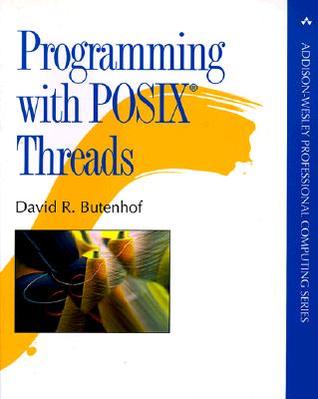 Programming
with POSIX®
Threads
David R. Butenhof
ADDISON-WESLEY PROFESSIONAL COMPUTING SERIES